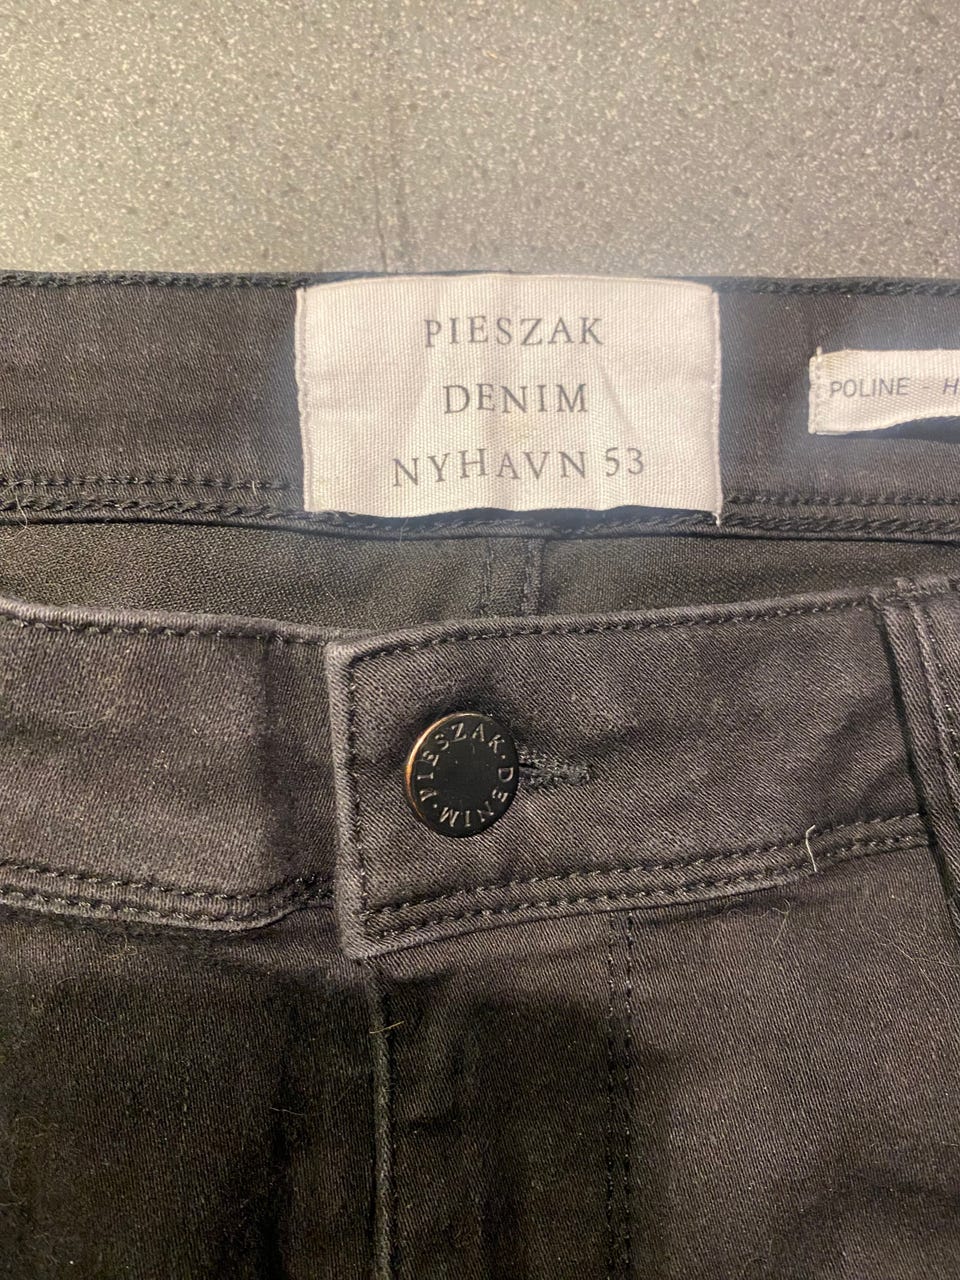 PIESZAK
DENIM
NYHAVN 53
POLINE - H
PIESZAK·DENIM·